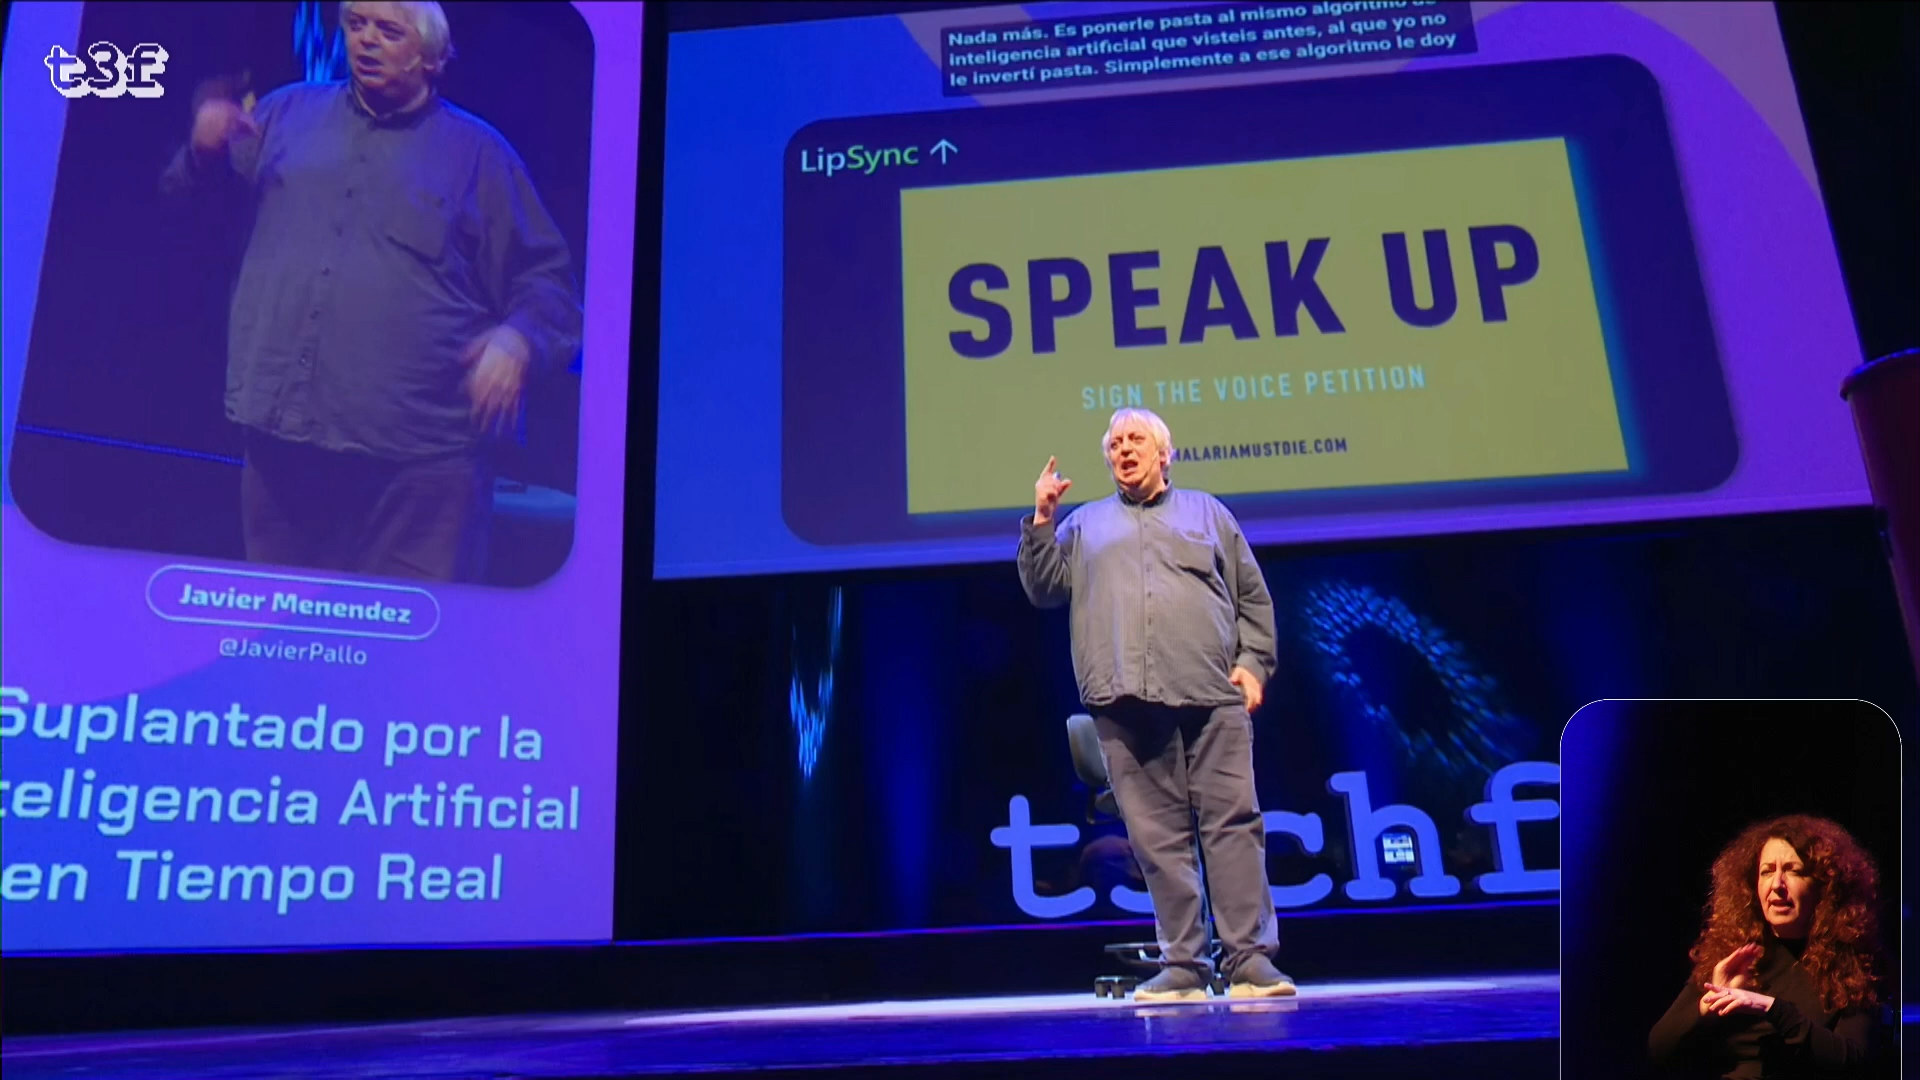 t3f
Nada más. Es ponerle pasta al mismo algoritmo de
inteligencia artificial que visteis antes, al que yo no
le invertí pasta. Simplemente a ese algoritmo le doy
LipSync ↑
SPEAK UP
SIGN THE VOICE PETITION
MALARIAMUSTDIE.COM
Javier Menendez
@JavierPallo
Suplantado por la
teligencia Artificial
en Tiempo Real
t3chf